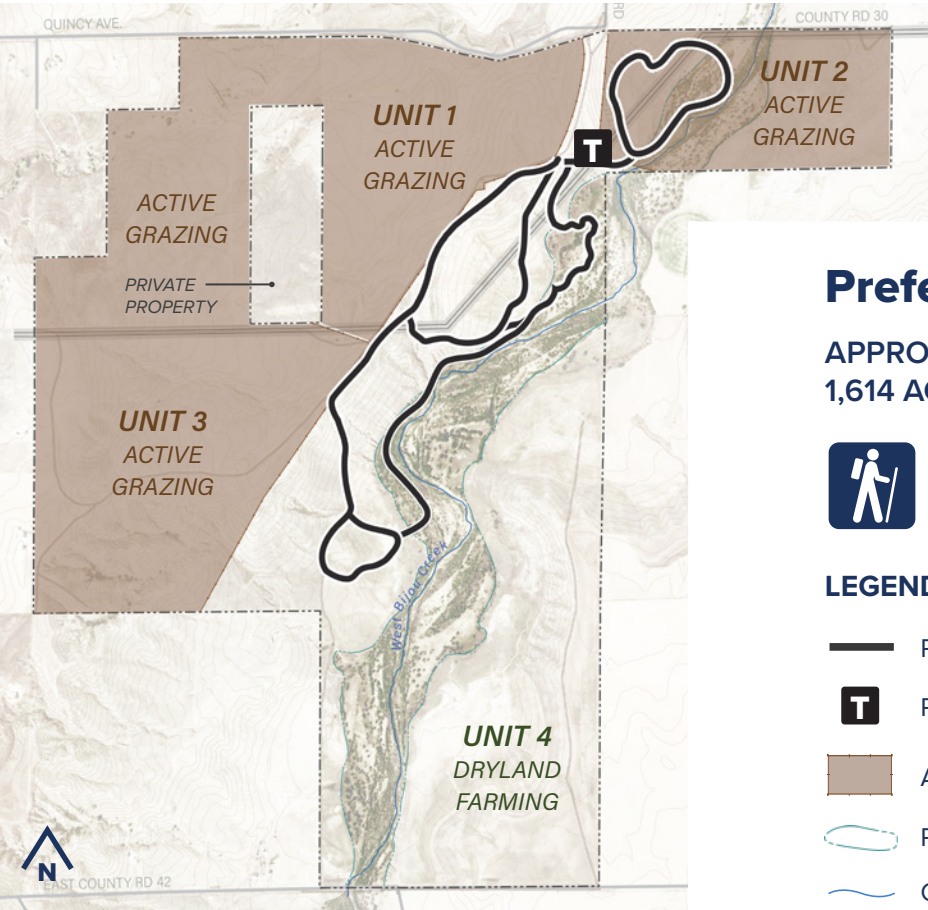 QUINCY AVE.
RD
COUNTY RD 30
UNIT 1
ACTIVE
GRAZING
UNIT 2
ACTIVE
GRAZING
T
ACTIVE
GRAZING
PRIVATE
PROPERTY
UNIT 3
ACTIVE
GRAZING
West Bijou Creek
UNIT 4
DRYLAND
FARMING
N
EAST COUNTY RD 42
Prefe
APPRO
1,614 AC
LEGEND
P
T
P
A
P
C